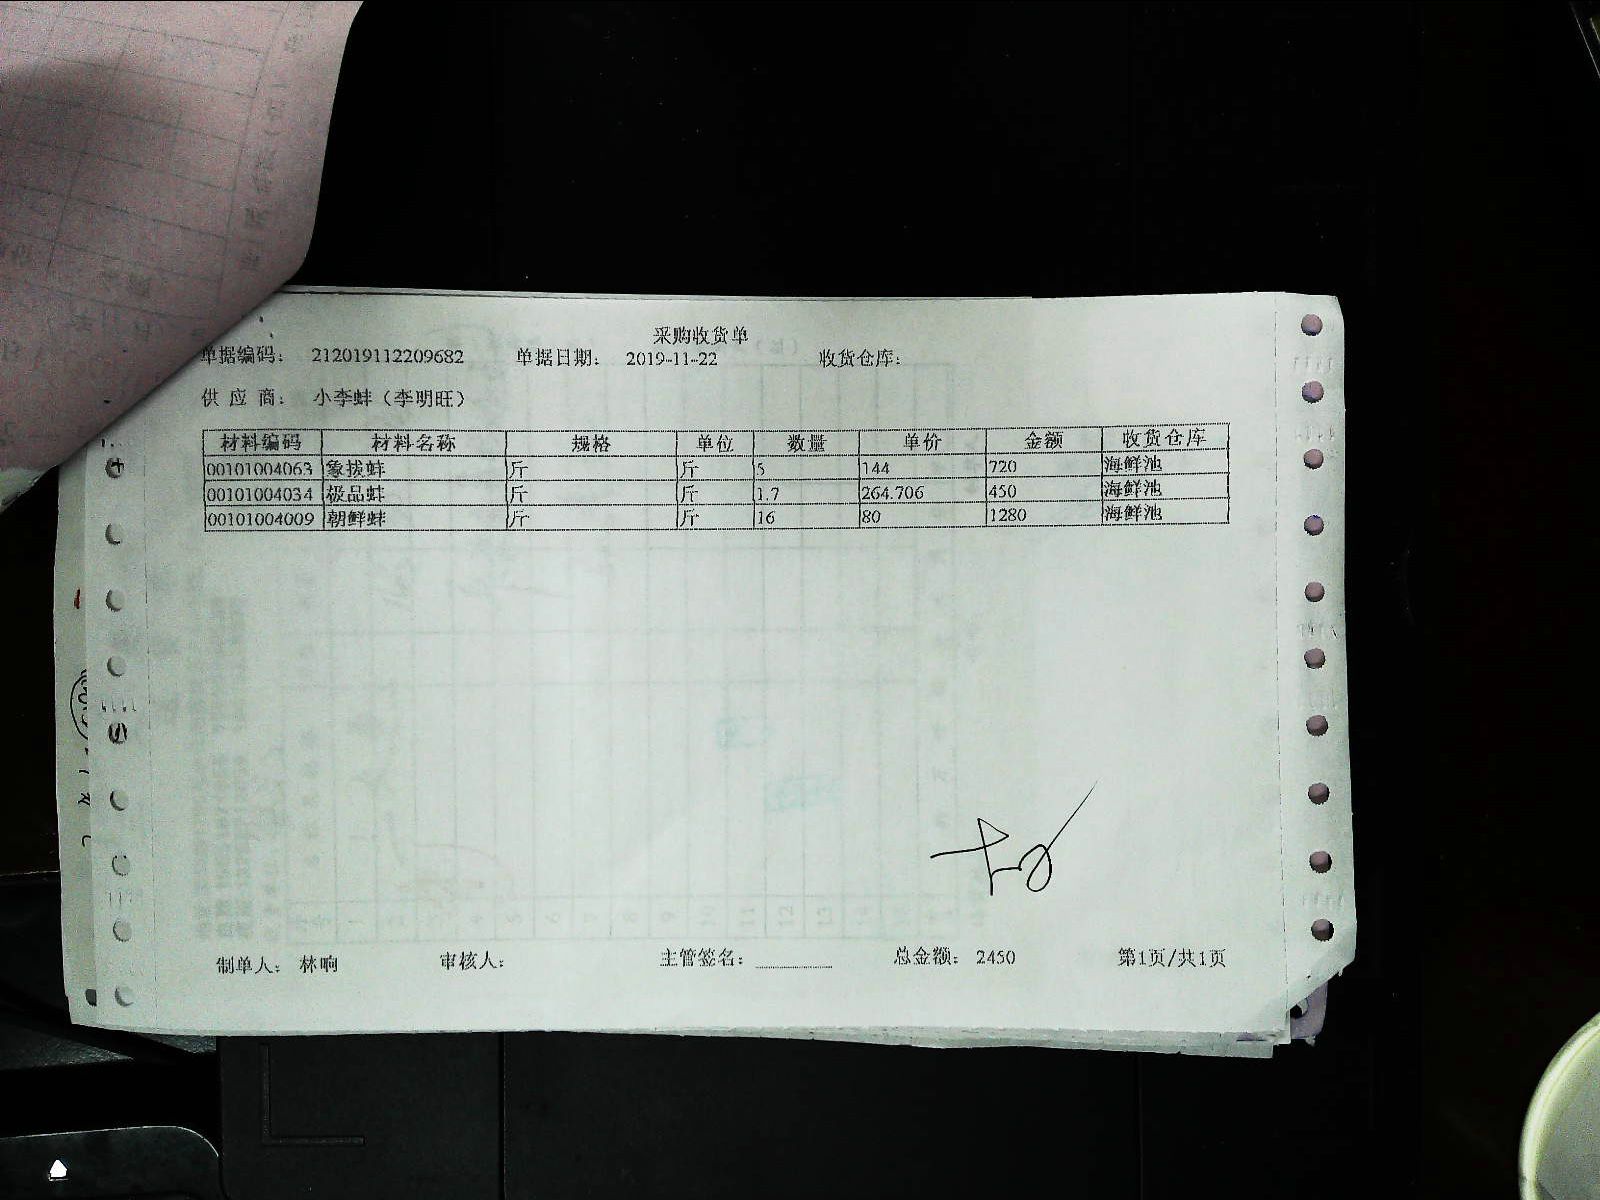 采购收货单
单据编码： 212019112209682 单据日期： 2019-11-22 收货仓库：
供 应 商： 小李蚌（李明旺）
材料编码 材料名称 规格 单位 数量 单价 金额 收货仓库
00101004063 象拔蚌 斤 斤 5 144 720 海鲜池
00101004034 极品蚌 斤 斤 1.7 264.706 450 海鲜池
00101004009 朝鲜蚌 斤 斤 16 80 1280 海鲜池
制单人： 林响 审核人： 主管签名： 总金额： 2450 第1页/共1页